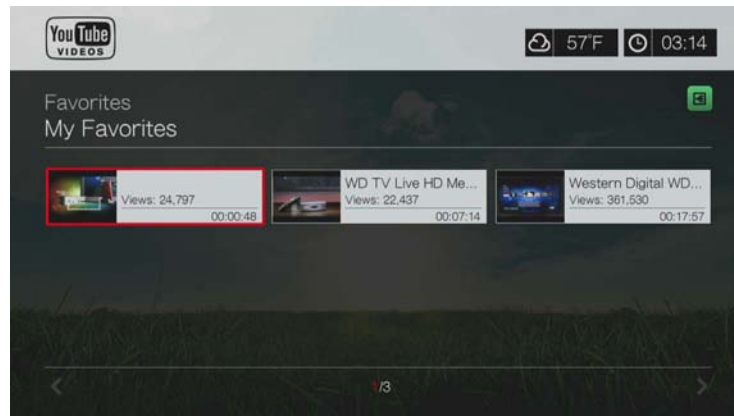 You Tube
VIDEOS
57°F
03:14
Favorites
My Favorites
Views: 24,797
00:00:48
WD TV Live HD Me...
Views: 22,437
00:07:14
Western Digital WD...
Views: 361,530
00:17:57
1/3